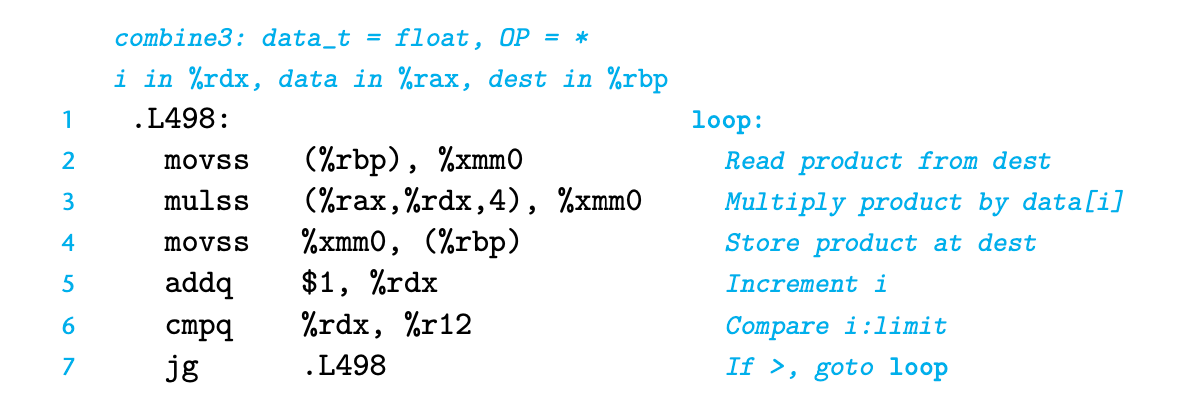 combine3: data_t = float, OP = *
i in %rdx, data in %rax, dest in %rbp
1 .L498: loop:
2 movss (%rbp), %xmm0 Read product from dest
3 mulss (%rax,%rdx,4), %xmm0 Multiply product by data[i]
4 movss %xmm0, (%rbp) Store product at dest
5 addq $1, %rdx Increment i
6 cmpq %rdx, %r12 Compare i:limit
7 jg .L498 If >, goto loop